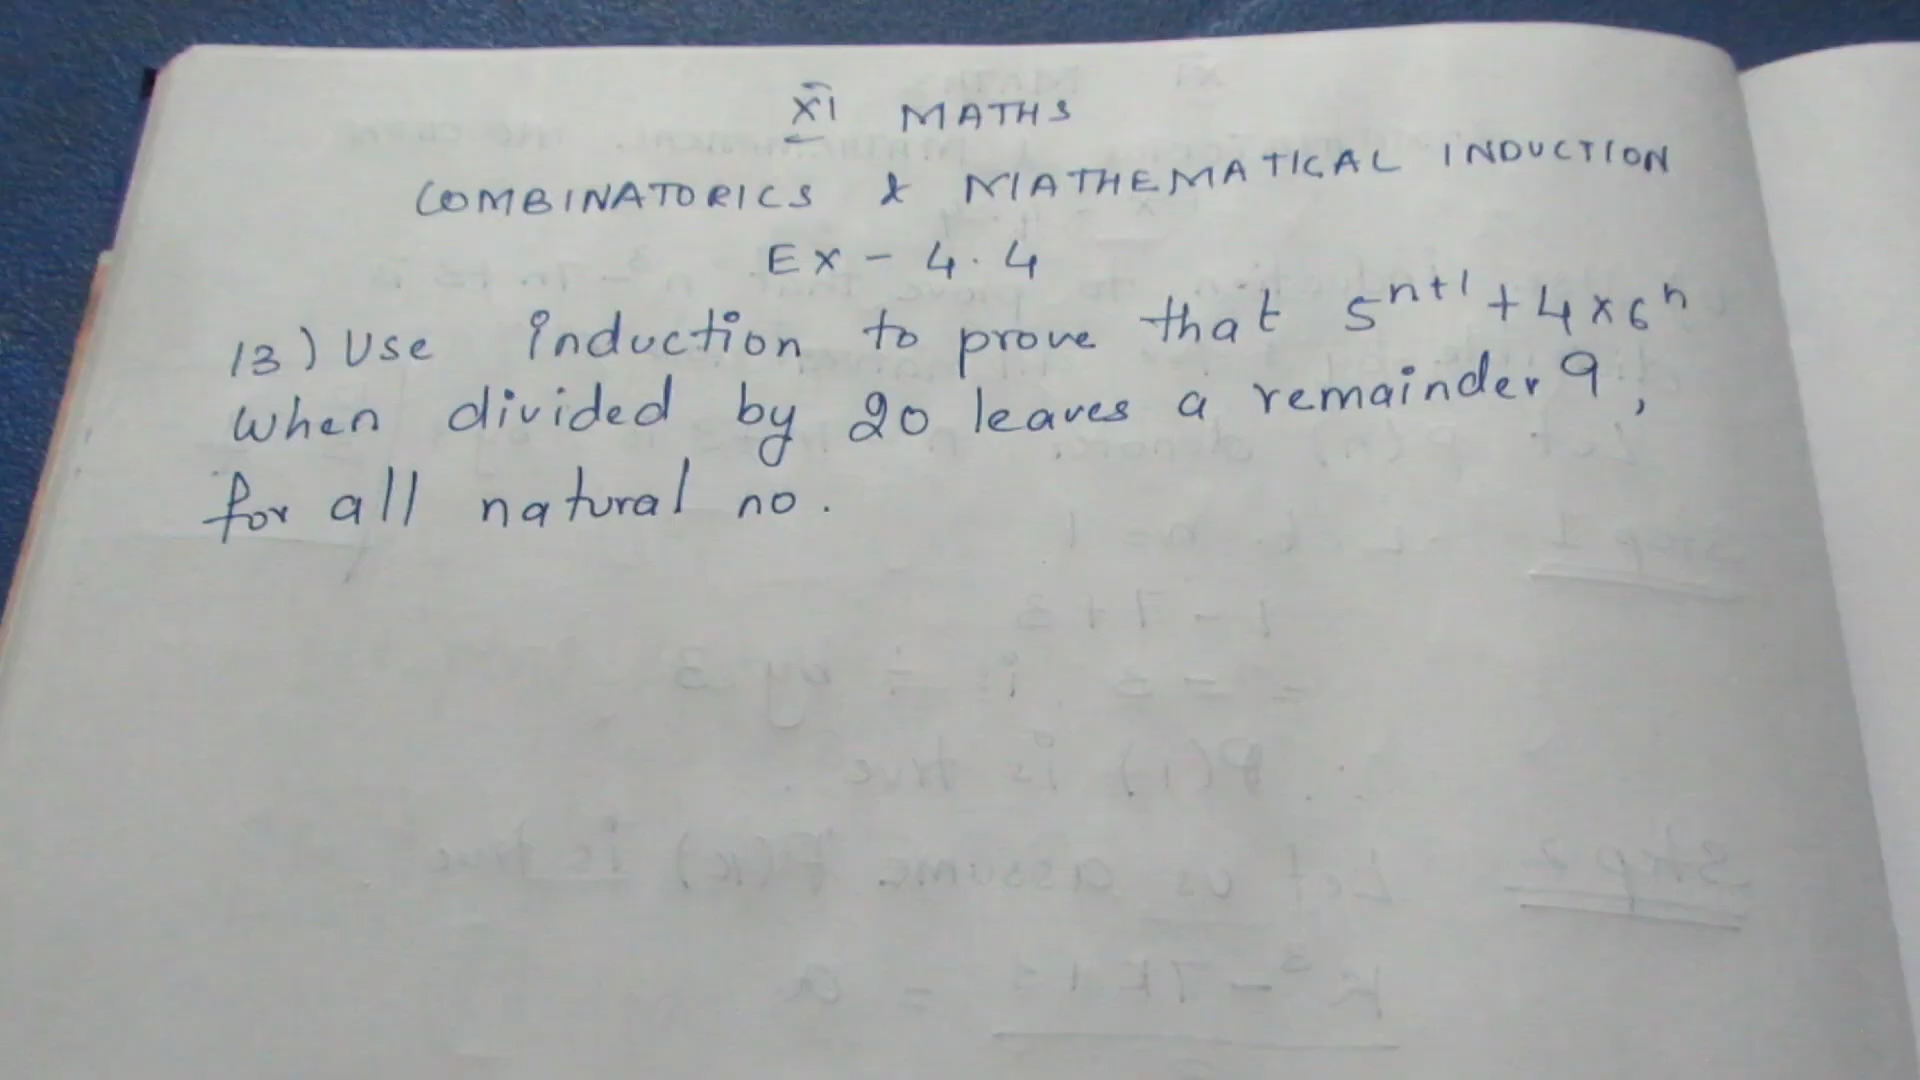 XI MATHS
COMBINATORICS & MATHEMATICAL INDUCTION
Ex - 4.4
13) Use induction to prove that 5^{n+1} + 4 × 6^n
when divided by 20 leaves a remainder 9,
for all natural no.